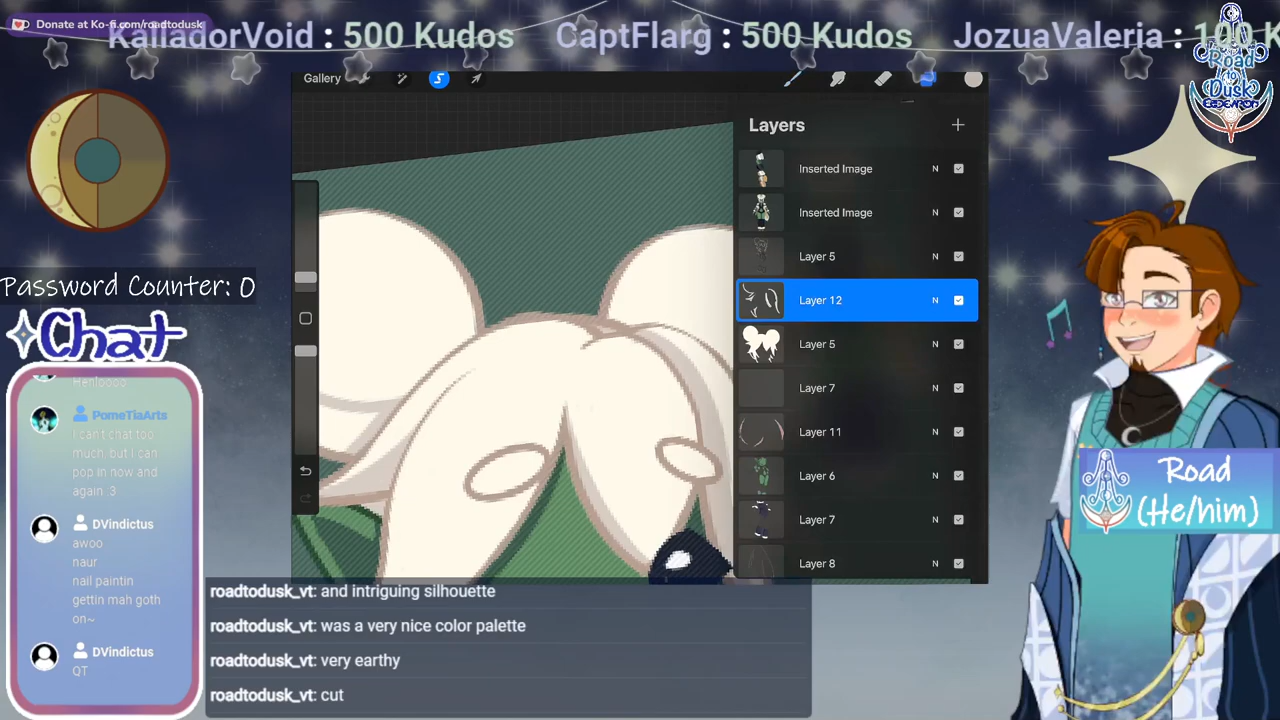 Donate at Ko-fi.com/roadtodusk
KalladorVoid : 500 Kudos CaptFlarg : 500 Kudos JozuaValeria : 100 K
Road
to
Dusk
Gallery
Layers
Inserted Image N
Inserted Image N
Layer 5 N
Layer 12 N
Layer 5 N
Layer 7 N
Layer 11 N
Layer 6 N
Layer 7 N
Layer 8 N
Password Counter: 0
Chat
Henloooo
PomeTiaArts
I can't chat too
much, but I can
pop in now and
again :3
DVindictus
awoo
naur
nail paintin
gettin mah goth
on~
DVindictus
QT
roadtodusk_vt: and intriguing silhouette
roadtodusk_vt: was a very nice color palette
roadtodusk_vt: very earthy
roadtodusk_vt: cut
Road
(He/him)